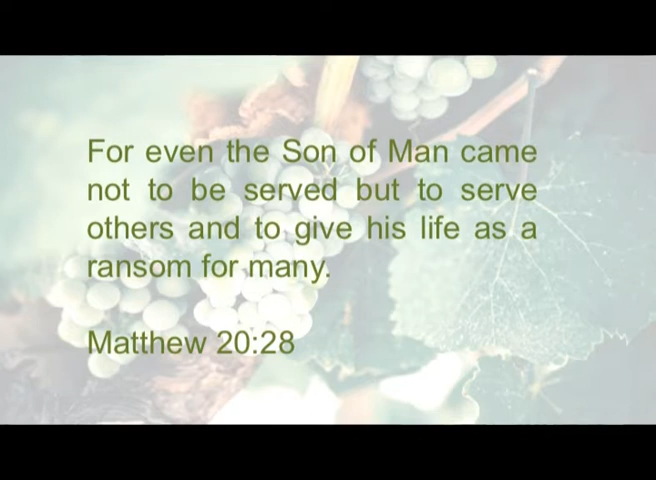 For even the Son of Man came
not to be served but to serve
others and to give his life as a
ransom for many.
Matthew 20:28